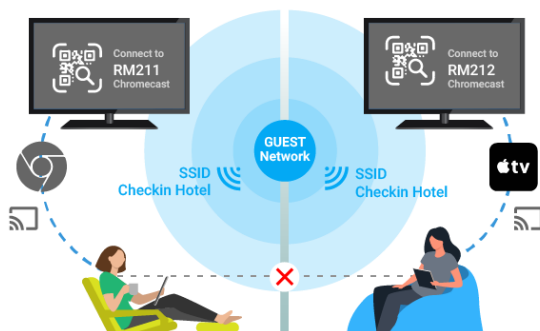 Connect to
RM211
Chromecast
Connect to
RM212
Chromecast
GUEST
Network
SSID
Checkin Hotel
SSID
Checkin Hotel
tv